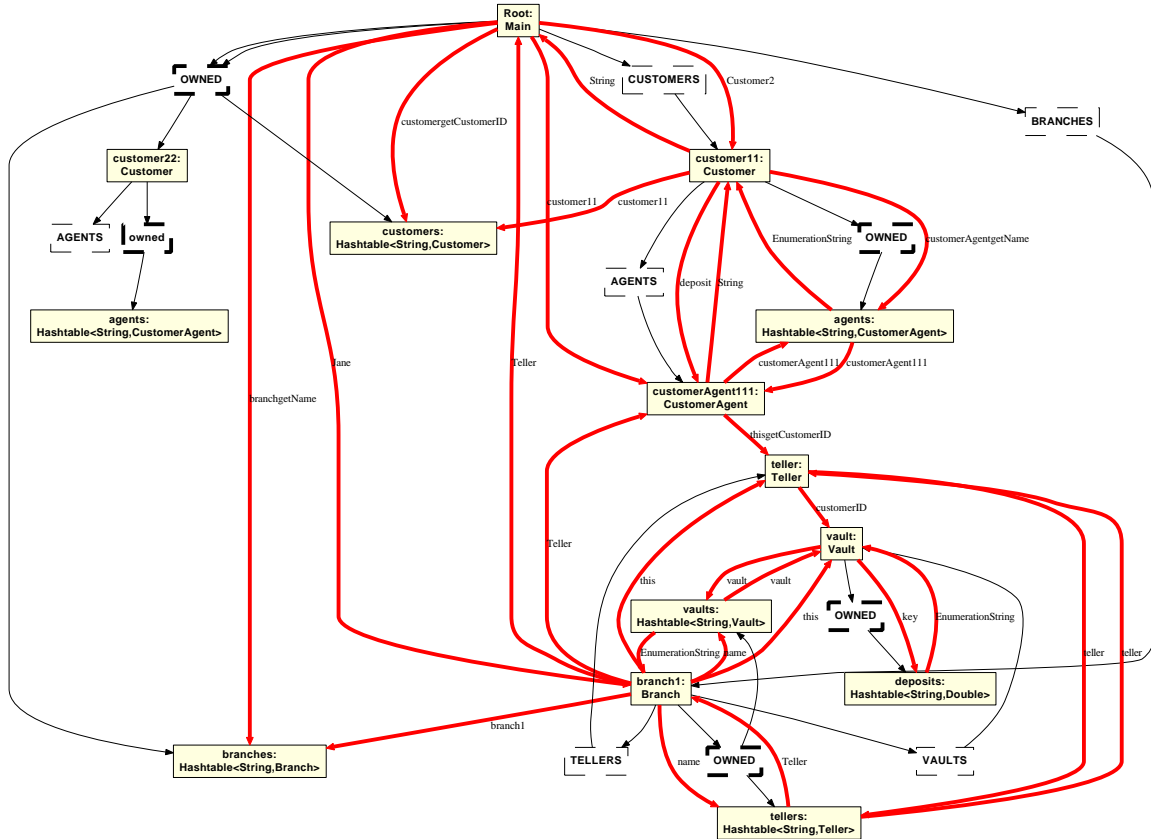 Root:
Main
OWNED
String
CUSTOMERS
Customer2
BRANCHES
customergetCustomerID
customer22:
Customer
customer11:
Customer
AGENTS
owned
customers:
Hashtable<String,Customer>
customer11
customer11
EnumerationString
OWNED
customerAgentgetName
AGENTS
deposit
String
agents:
Hashtable<String,CustomerAgent>
agents:
Hashtable<String,CustomerAgent>
Jane
Teller
customerAgent111
customerAgent111
branchgetName
customerAgent111:
CustomerAgent
thisgetCustomerID
teller:
Teller
customerID
vault:
Vault
Teller
this
vault
vault
vaults:
Hashtable<String,Vault>
this
OWNED
key
EnumerationString
EnumerationString
name
teller
teller
branch1:
Branch
deposits:
Hashtable<String,Double>
branch1
branches:
Hashtable<String,Branch>
TELLERS
name
OWNED
Teller
VAULTS
tellers:
Hashtable<String,Teller>